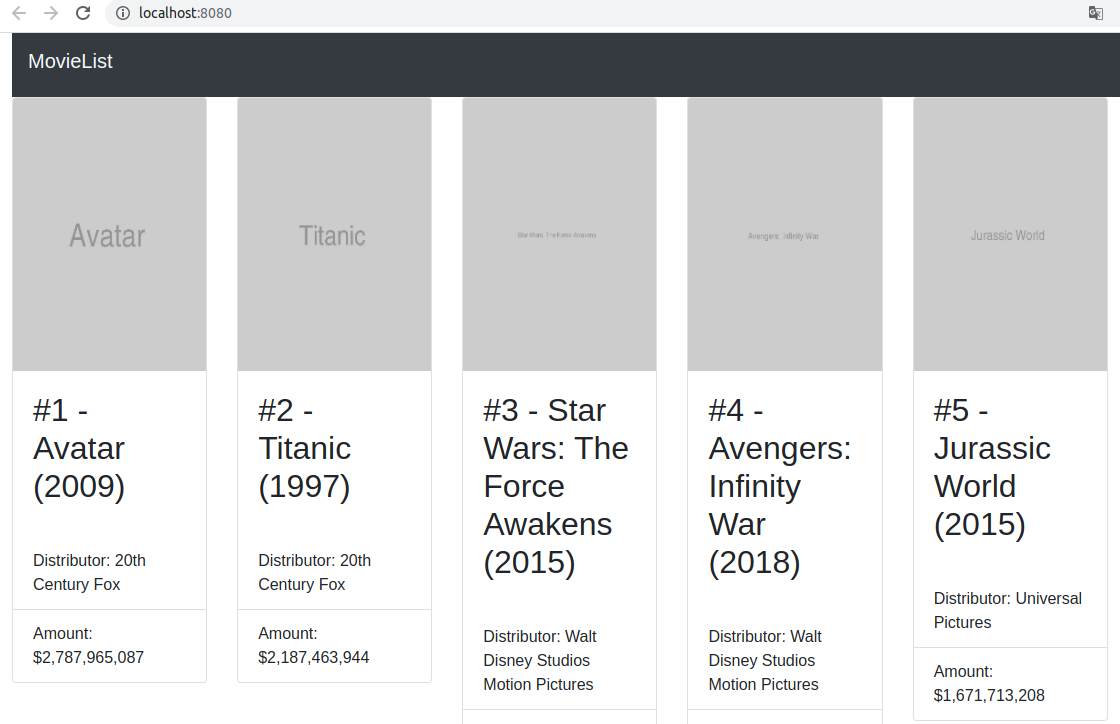 localhost:8080
MovieList
Avatar
Titanic
Star Wars: The Force Awakens
Avengers: Infinity War
Jurassic World
#1 -
Avatar
(2009)
Distributor: 20th
Century Fox
Amount:
$2,787,965,087
#2 -
Titanic
(1997)
Distributor: 20th
Century Fox
Amount:
$2,187,463,944
#3 - Star
Wars: The
Force
Awakens
(2015)
Distributor: Walt
Disney Studios
Motion Pictures
#4 -
Avengers:
Infinity
War
(2018)
Distributor: Walt
Disney Studios
Motion Pictures
#5 -
Jurassic
World
(2015)
Distributor: Universal
Pictures
Amount:
$1,671,713,208